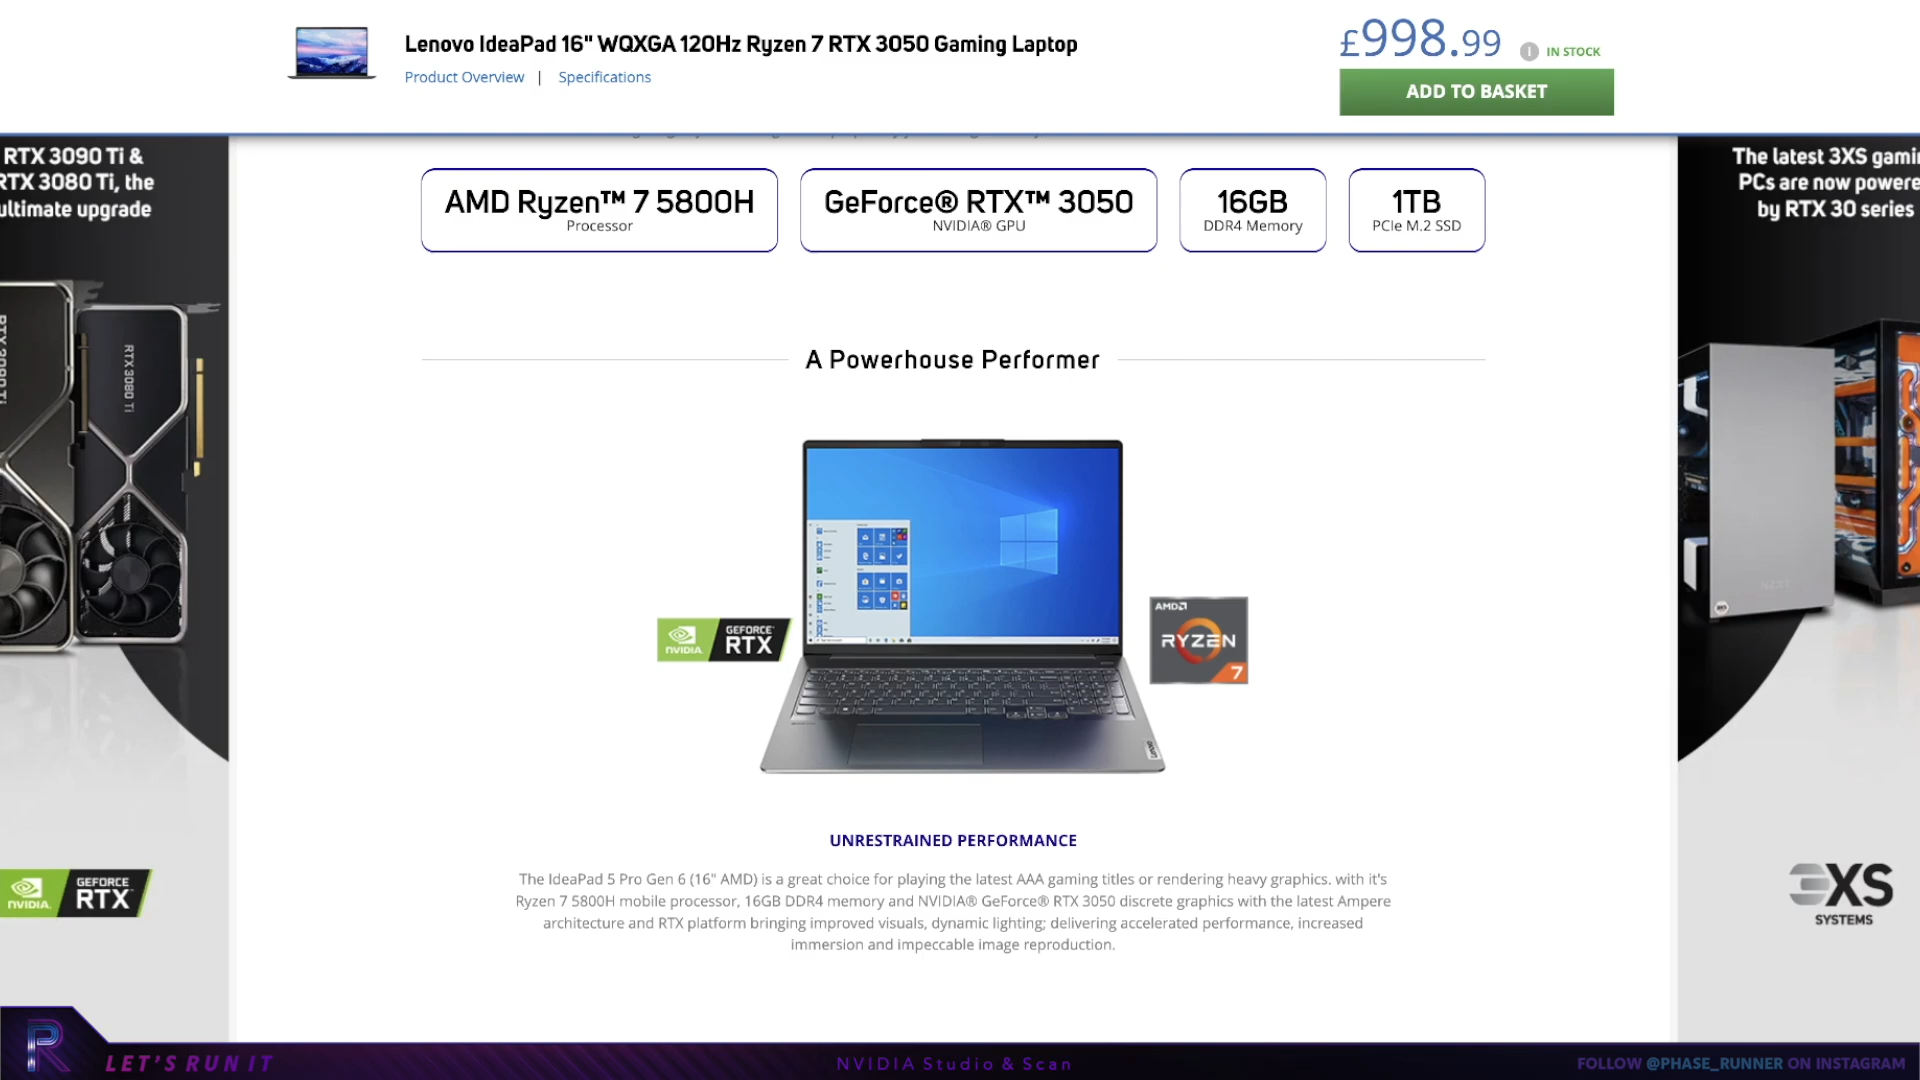 Lenovo IdeaPad 16" WQXGA 120Hz Ryzen 7 RTX 3050 Gaming Laptop
Product Overview | Specifications
£998.99
IN STOCK
ADD TO BASKET
RTX 3090 Ti &
RTX 3080 Ti, the
ultimate upgrade
The latest 3XS gami
PCs are now powere
by RTX 30 series
AMD Ryzen™ 7 5800H
Processor
GeForce® RTX™ 3050
NVIDIA® GPU
16GB
DDR4 Memory
1TB
PCIe M.2 SSD
A Powerhouse Performer
RTX 3080 Ti
NVIDIA.
GEFORCE
RTX
AMD
RYZEN
7
Lenovo
UNRESTRAINED PERFORMANCE
The IdeaPad 5 Pro Gen 6 (16" AMD) is a great choice for playing the latest AAA gaming titles or rendering heavy graphics. with it's
Ryzen 7 5800H mobile processor, 16GB DDR4 memory and NVIDIA® GeForce® RTX 3050 discrete graphics with the latest Ampere
architecture and RTX platform bringing improved visuals, dynamic lighting; delivering accelerated performance, increased
immersion and impeccable image reproduction.
NVIDIA.
GEFORCE
RTX
3XS
SYSTEMS
R
LET'S RUN IT
NVIDIA Studio & Scan
FOLLOW @PHASE_RUNNER ON INSTAGRAM